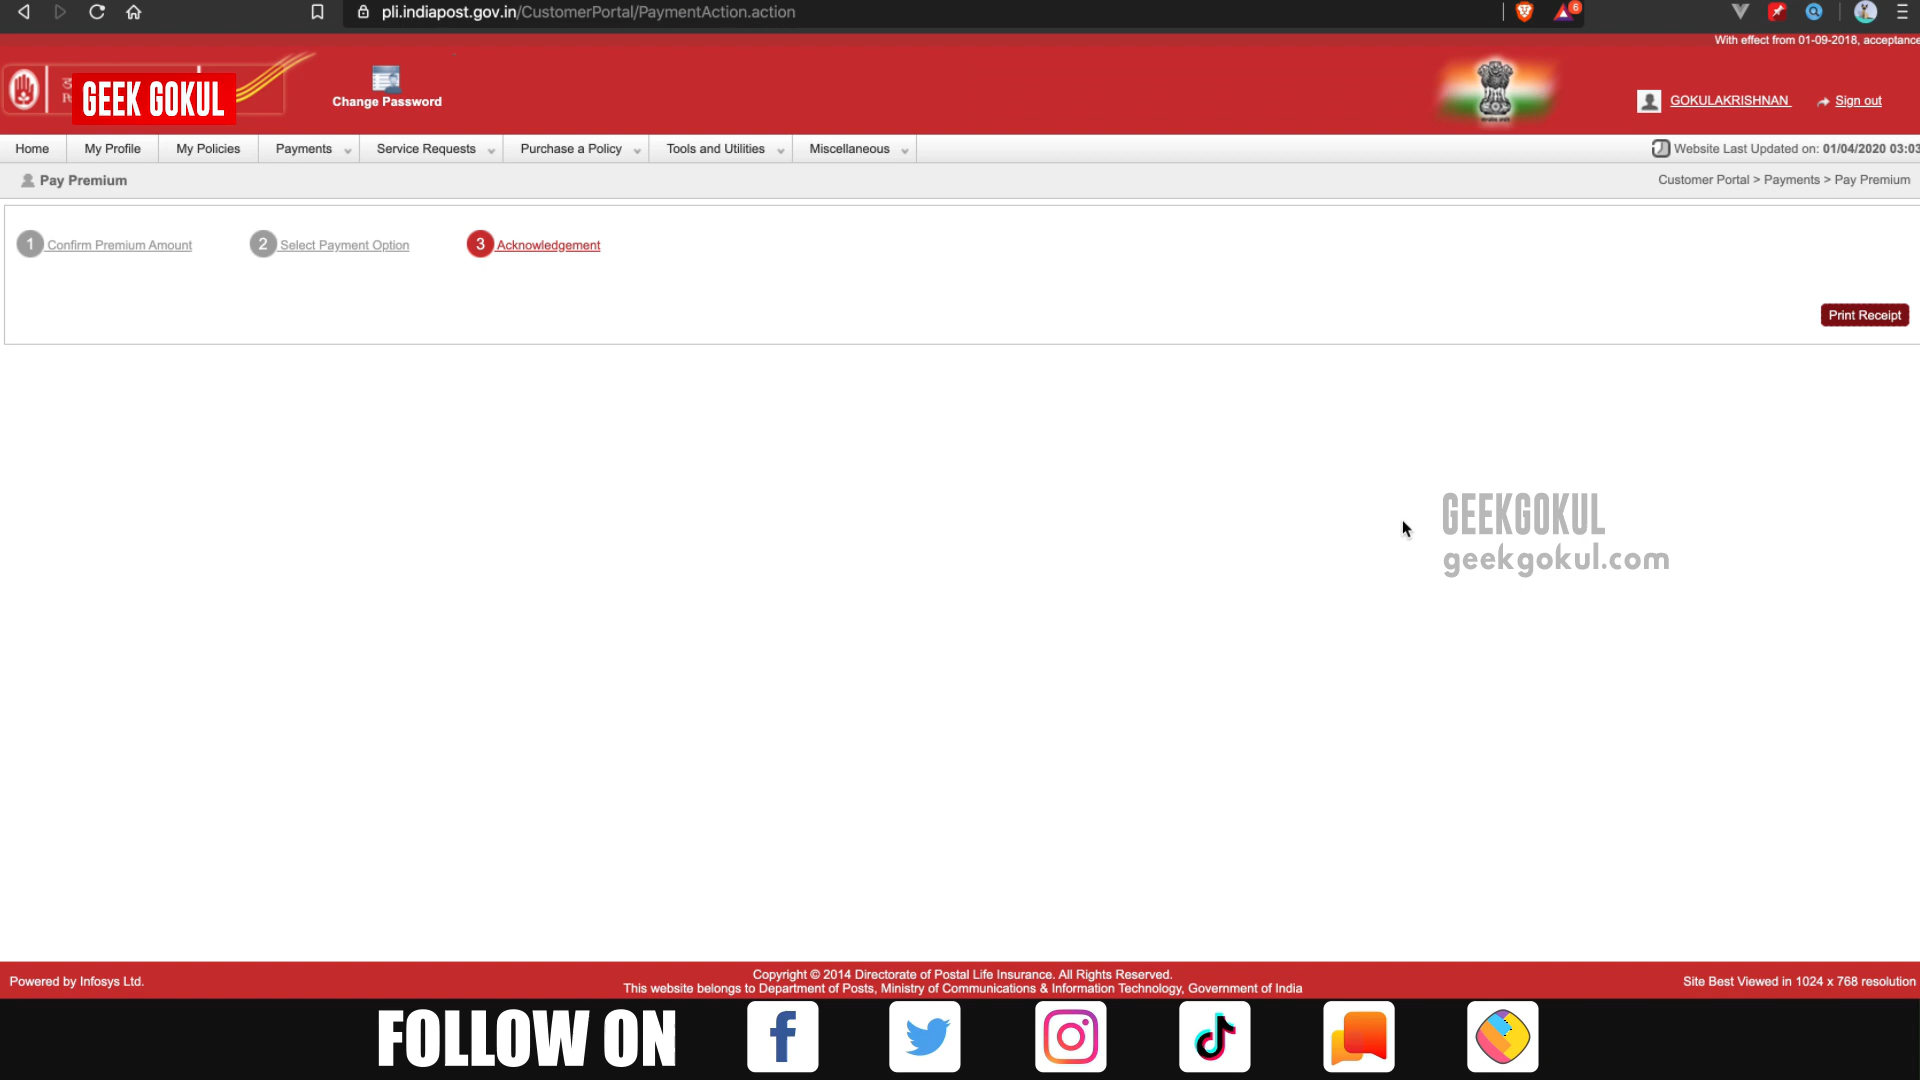 pli.indiapost.gov.in/CustomerPortal/PaymentAction.action
6
With effect from 01-09-2018, acceptance
GEEK GOKUL
Change Password
GOKULAKRISHNAN
Sign out
Home
My Profile
My Policies
Payments
Service Requests
Purchase a Policy
Tools and Utilities
Miscellaneous
Website Last Updated on: 01/04/2020 03:03
Pay Premium
Customer Portal > Payments > Pay Premium
1 Confirm Premium Amount
2 Select Payment Option
3 Acknowledgement
Print Receipt
GEEKGOKUL
geekgokul.com
Powered by Infosys Ltd.
Copyright © 2014 Directorate of Postal Life Insurance. All Rights Reserved.
This website belongs to Department of Posts, Ministry of Communications & Information Technology, Government of India
Site Best Viewed in 1024 x 768 resolution
FOLLOW ON